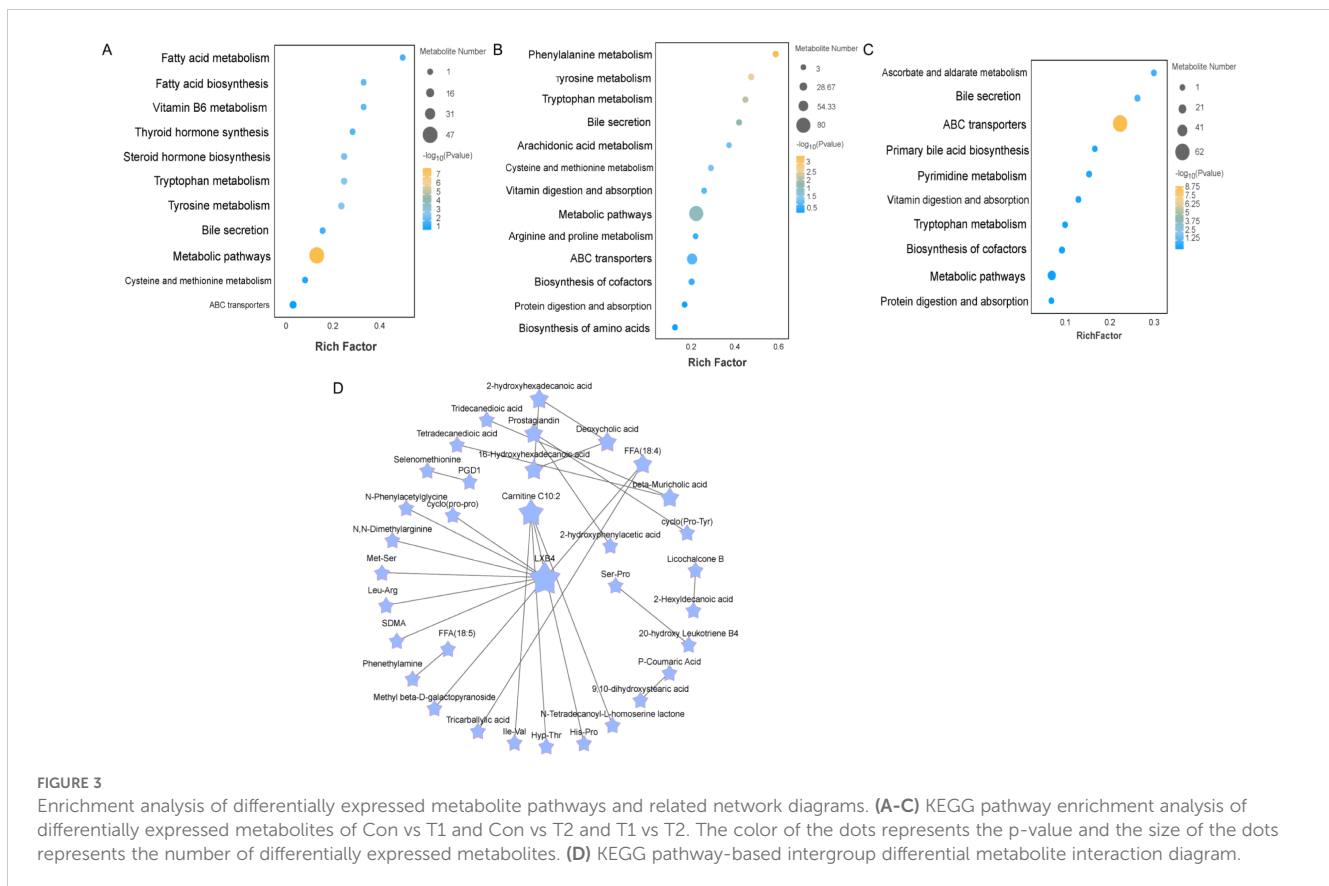 A
Fatty acid metabolism
Fatty acid biosynthesis
Vitamin B6 metabolism
Thyroid hormone synthesis
Steroid hormone biosynthesis
Tryptophan metabolism
Tyrosine metabolism
Bile secretion
Metabolic pathways
Cysteine and methionine metabolism
ABC transporters
0 0.2 0.4
Rich Factor
Metabolite Number
1
16
31
47
-log10(Pvalue)
7
6
5
4
3
2
1
B
Phenylalanine metabolism
Tyrosine metabolism
Tryptophan metabolism
Bile secretion
Arachidonic acid metabolism
Cysteine and methionine metabolism
Vitamin digestion and absorption
Metabolic pathways
Arginine and proline metabolism
ABC transporters
Biosynthesis of cofactors
Protein digestion and absorption
Biosynthesis of amino acids
0.2 0.4 0.6
Rich Factor
Metabolite Number
3
28.67
54.33
80
-log10(Pvalue)
3
2.5
2
1.5
1
0.5
C
Ascorbate and aldarate metabolism
Bile secretion
ABC transporters
Primary bile acid biosynthesis
Pyrimidine metabolism
Vitamin digestion and absorption
Tryptophan metabolism
Biosynthesis of cofactors
Metabolic pathways
Protein digestion and absorption
0.1 0.2 0.3
RichFactor
Metabolite Number
1
21
41
62
-log10(Pvalue)
8.75
7.5
6.25
5
3.75
2.5
1.25
D
2-hydroxyhexadecanoic acid
Tridecanedioic acid
Prostaglandin
Deoxycholic acid
Tetradecanedioic acid
16-Hydroxyhexadecanoic acid
FFA(18:4)
Selenomethionine
PGD1
beta-Muricholic acid
N-Phenylacetylglycine
cyclo(pro-pro)
Carnitine C10:2
cyclo(Pro-Tyr)
N,N-Dimethylarginine
2-hydroxyphenylacetic acid
Met-Ser
LXB4
Licochalcone B
Ser-Pro
Leu-Arg
2-Hexyldecanoic acid
SDMA
FFA(18:5)
20-hydroxy Leukotriene B4
Phenethylamine
P-Coumaric Acid
Methyl beta-D-galactopyranoside
9,10-dihydroxystearic acid
Tricarballylic acid
N-Tetradecanoyl-L-homoserine lactone
Ile-Val
Hyp-Thr
His-Pro
FIGURE 3
Enrichment analysis of differentially expressed metabolite pathways and related network diagrams. (A-C) KEGG pathway enrichment analysis of
differentially expressed metabolites of Con vs T1 and Con vs T2 and T1 vs T2. The color of the dots represents the p-value and the size of the dots
represents the number of differentially expressed metabolites. (D) KEGG pathway-based intergroup differential metabolite interaction diagram.